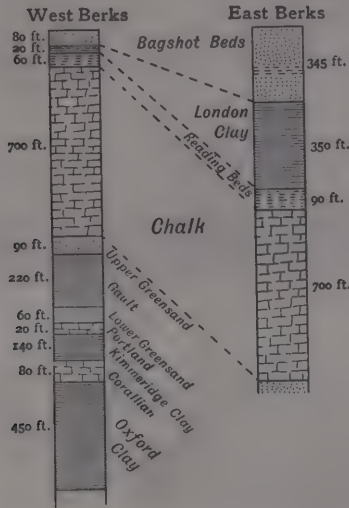 West Berks
East Berks
80 ft.
20 ft.
60 ft.
700 ft.
90 ft.
220 ft.
60 ft.
20 ft.
140 ft.
80 ft.
450 ft.
Bagshot Beds
London
Clay
Reading Beds
Chalk
Upper Greensand
Gault
Lower Greensand
Portland
Kimmeridge Clay
Corallian
Oxford
Clay
345 ft.
350 ft.
90 ft.
700 ft.